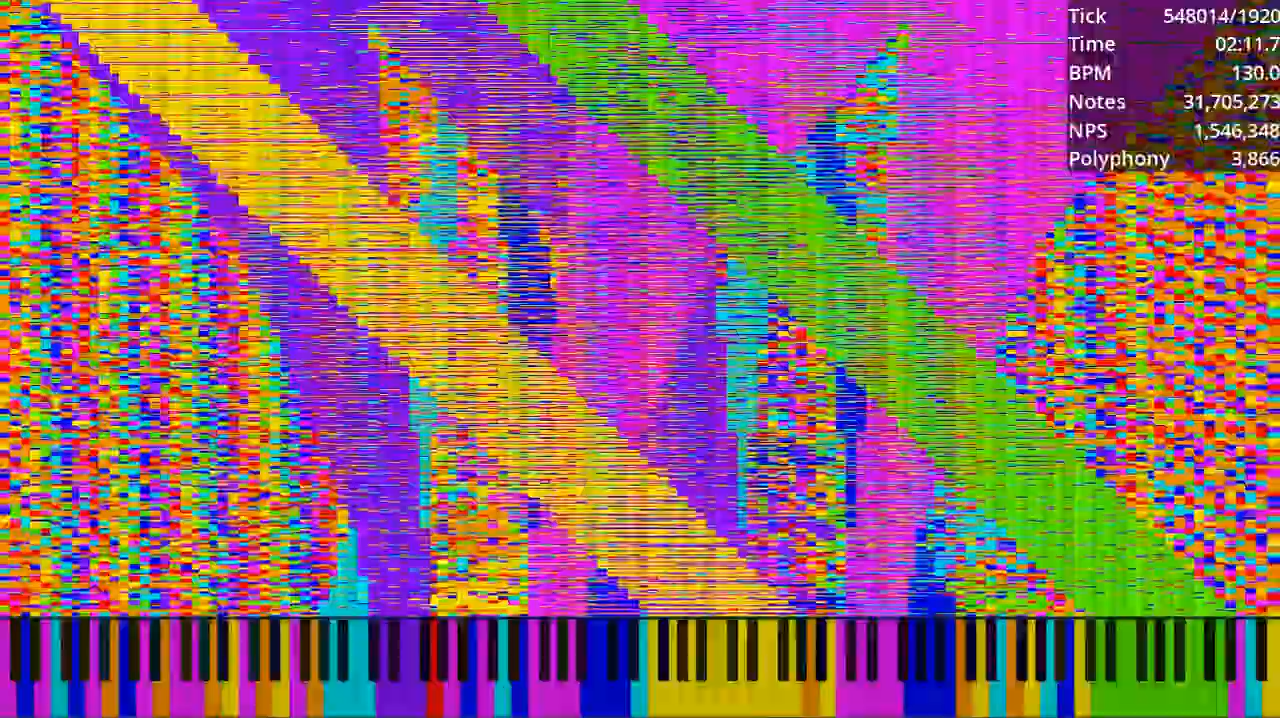 Tick 548014/1920
Time 02:11.7
BPM 130.0
Notes 31,705,273
NPS 1,546,348
Polyphony 3,866